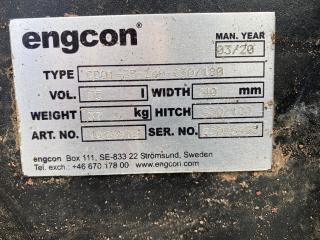 engcon
MAN. YEAR
03/20
TYPE
VOL. l WIDTH mm
WEIGHT kg HITCH
ART. NO. SER. NO.
engcon Box 111, SE-833 22 Strömsund, Sweden
Tel. exch.: +46 670 178 00 www.engcon.com